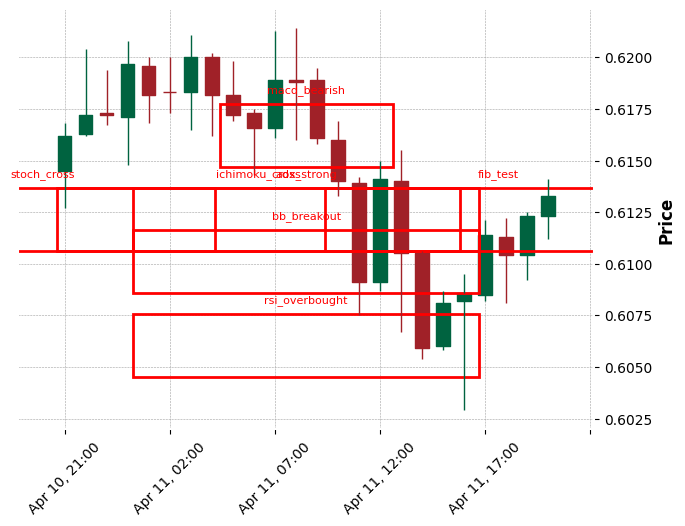 0.6200
macd_bearish
0.6175
stoch_cross
adx_strong
fib_test
0.6150
bb_breakout
0.6125
Price
0.6100
rsi_overbought
0.6075
0.6050
0.6025
Apr 10, 21:00
Apr 11, 02:00
Apr 11, 07:00
Apr 11, 12:00
Apr 11, 17:00